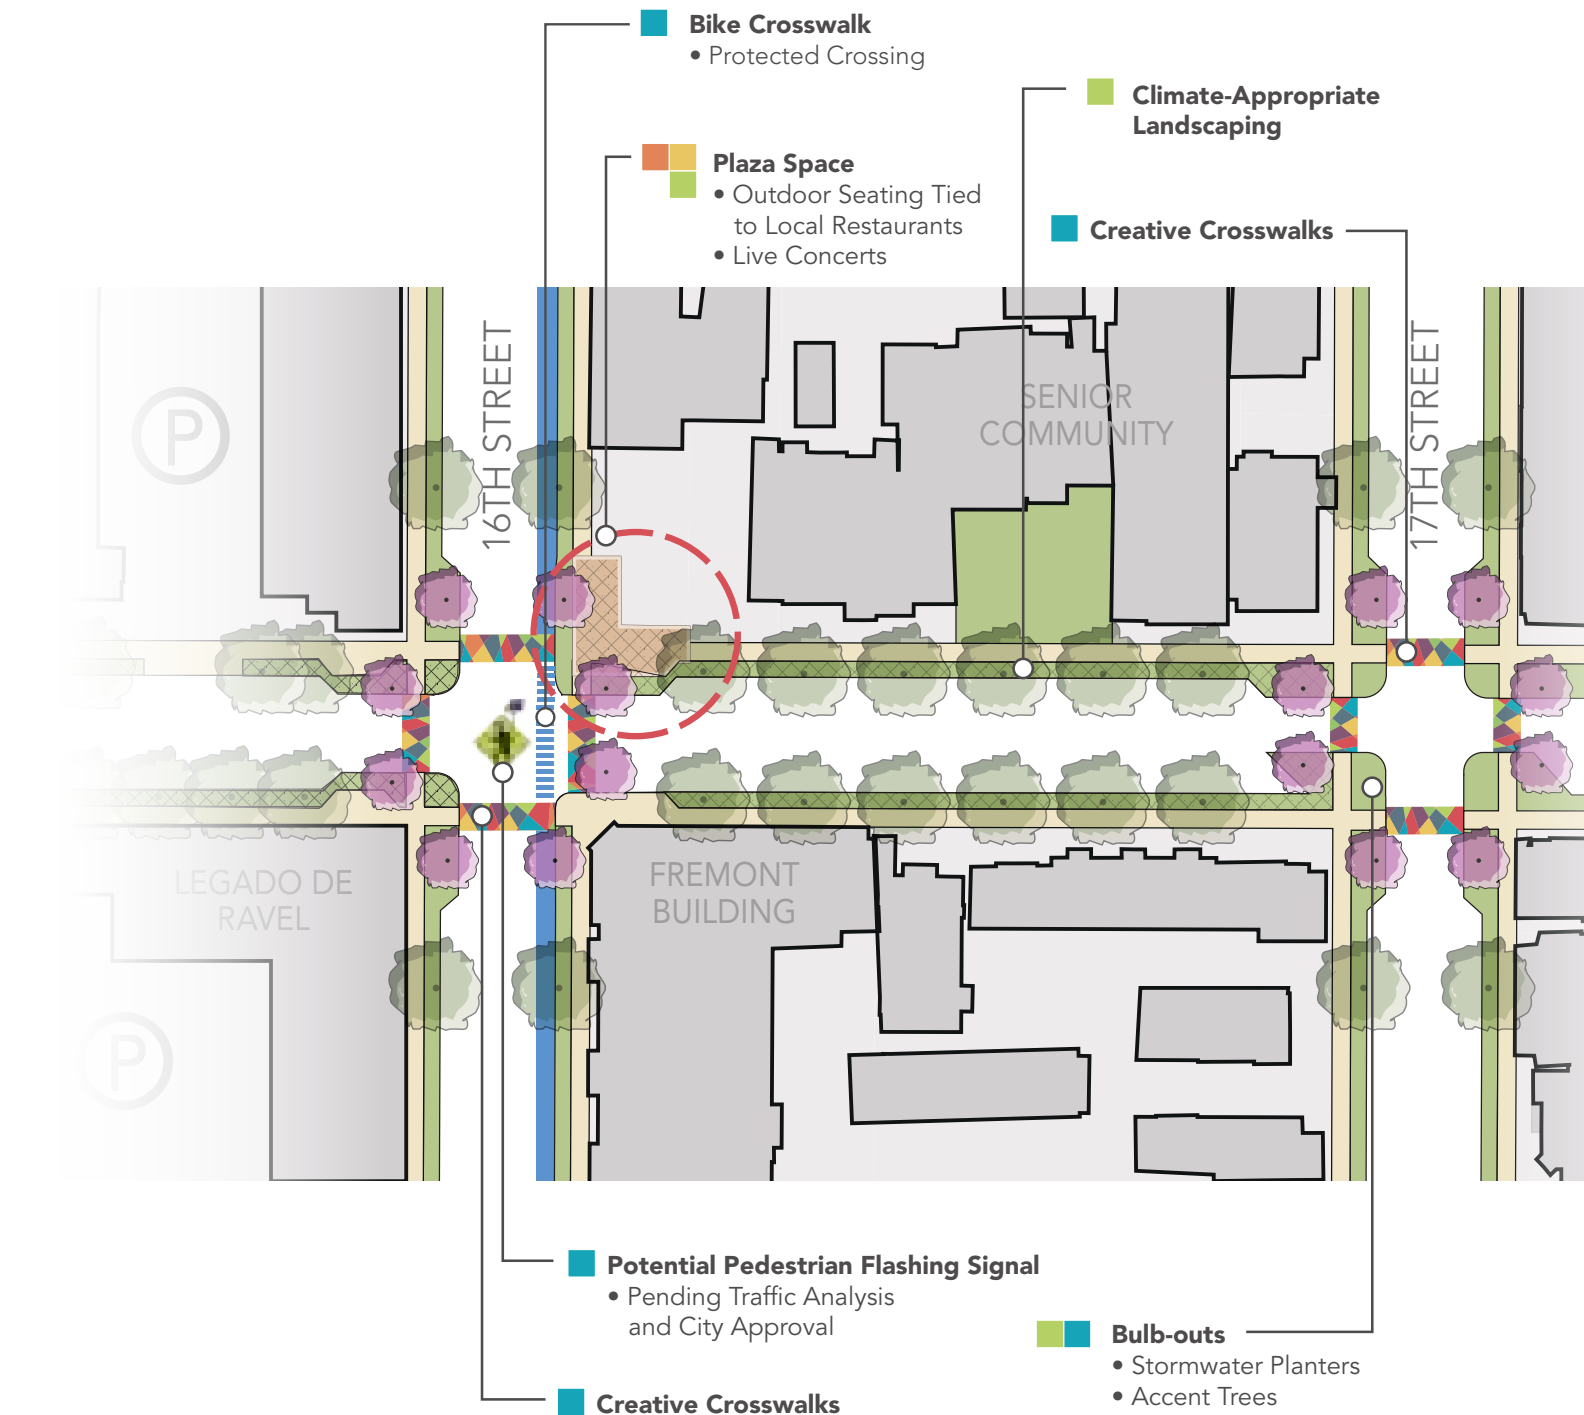 Bike Crosswalk
• Protected Crossing
Climate-Appropriate
Landscaping
Plaza Space
• Outdoor Seating Tied
to Local Restaurants
• Live Concerts
Creative Crosswalks
16TH STREET
17TH STREET
SENIOR
COMMUNITY
P
LEGADO DE
RAVEL
FREMONT
BUILDING
P
Potential Pedestrian Flashing Signal
• Pending Traffic Analysis
and City Approval
Bulb-outs
• Stormwater Planters
• Accent Trees
Creative Crosswalks